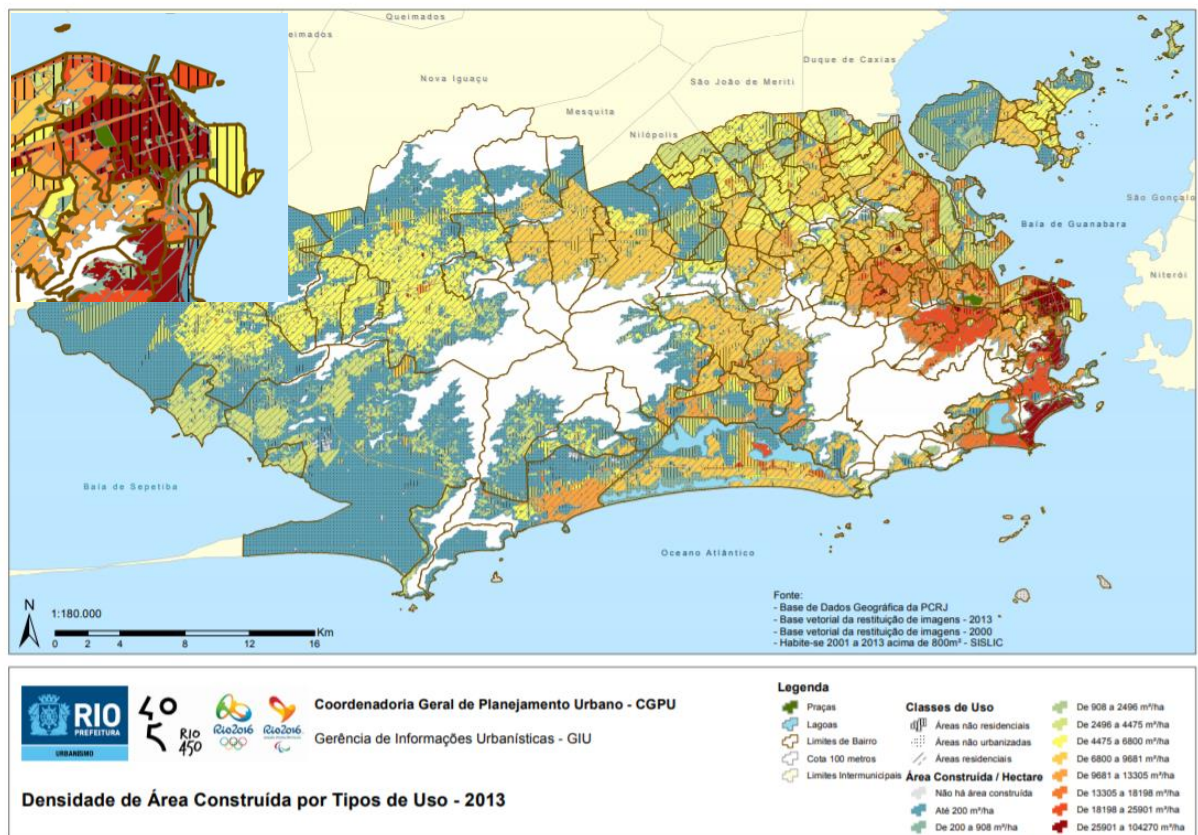 Queimados
eimados
Nova Iguaçu
Mesquita
Nilópolis
São João de Meriti
Duque de Caxias
São Gonçalo
Baía de Guanabara
Niterói
Baía de Sepetiba
Oceano Atlântico
N
1:180.000
Km
0 2 4 8 12 16
Fonte:
- Base de Dados Geográfica da PCRJ
- Base vetorial da restituição de imagens - 2013 *
- Base vetorial da restituição de imagens - 2000
- Habite-se 2001 a 2013 acima de 800m² - SISLIC
RIO
PREFEITURA
URBANISMO
RIO
450
Rio2016
Rio2016
Coordenadoria Geral de Planejamento Urbano - CGPU
Gerência de Informações Urbanísticas - GIU
Densidade de Área Construída por Tipos de Uso - 2013
Legenda
Praças
Lagoas
Limites de Bairro
Cota 100 metros
Limites Intermunicipais
Classes de Uso
Áreas não residenciais
Áreas não urbanizadas
Áreas residenciais
Área Construída / Hectare
Não há área construída
Até 200 m²/ha
De 200 a 908 m²/ha
De 908 a 2496 m²/ha
De 2496 a 4475 m²/ha
De 4475 a 6800 m²/ha
De 6800 a 9681 m²/ha
De 9681 a 13305 m²/ha
De 13305 a 18198 m²/ha
De 18198 a 25901 m²/ha
De 25901 a 104270 m²/ha